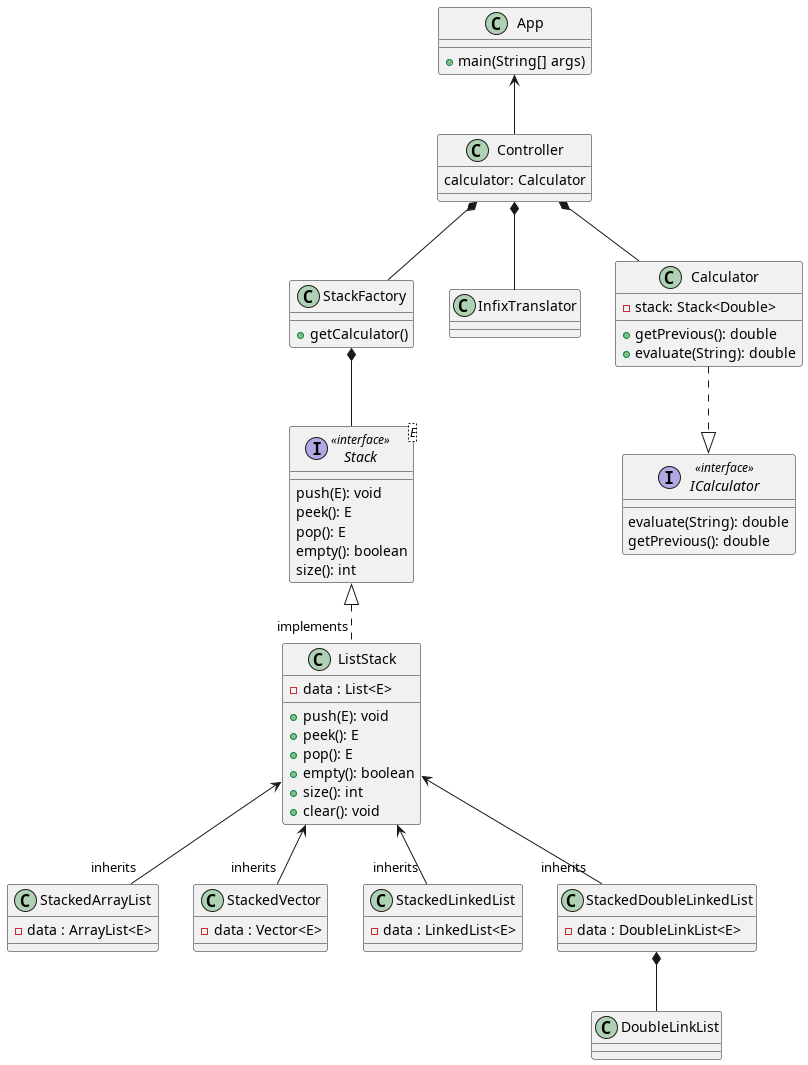 C App
main(String[] args)
C Controller
calculator: Calculator
C StackFactory
getCalculator()
C InfixTranslator
C Calculator
stack: Stack<Double>
getPrevious(): double
evaluate(String): double
E
I «interface»
Stack
push(E): void
peek(): E
pop(): E
empty(): boolean
size(): int
I «interface»
ICalculator
evaluate(String): double
getPrevious(): double
implements
C ListStack
data : List<E>
push(E): void
peek(): E
pop(): E
empty(): boolean
size(): int
clear(): void
inherits
inherits
inherits
inherits
C StackedArrayList
data : ArrayList<E>
C StackedVector
data : Vector<E>
C StackedLinkedList
data : LinkedList<E>
C StackedDoubleLinkedList
data : DoubleLinkList<E>
C DoubleLinkList